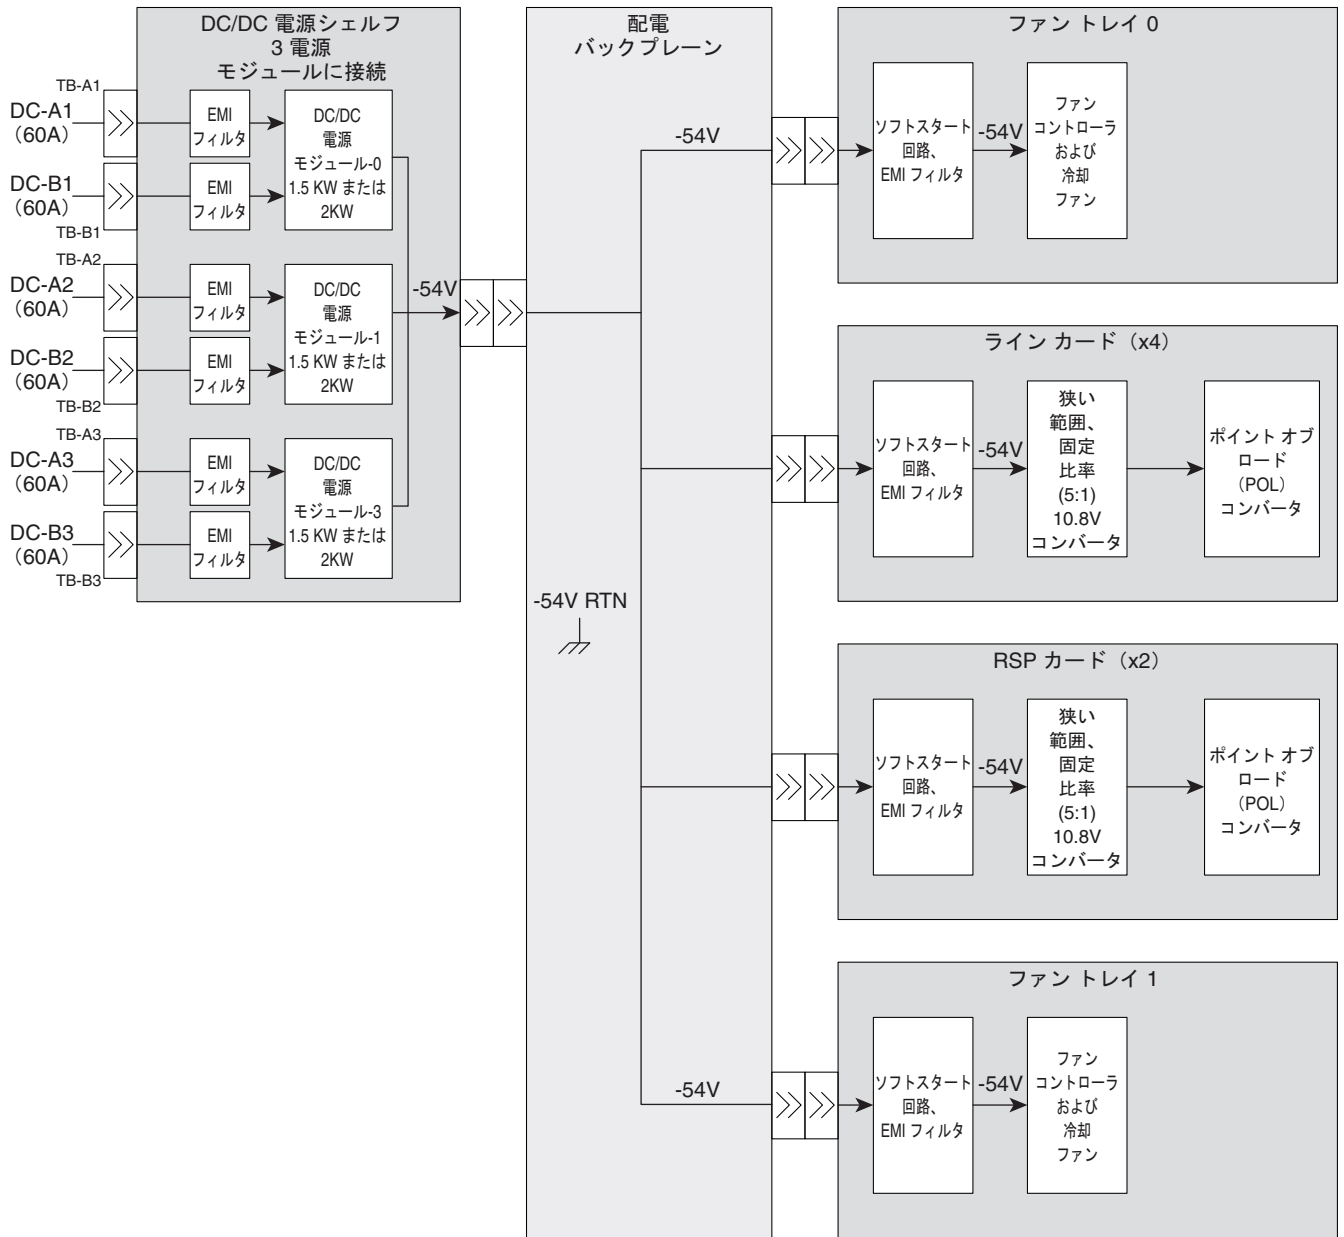 DC/DC 電源シェルフ
3 電源
モジュールに接続
TB-A1
DC-A1
（60A）
EMI
フィルタ
DC/DC
電源
モジュール-0
1.5 KW または
2KW
DC-B1
（60A）
TB-B1
EMI
フィルタ
TB-A2
DC-A2
（60A）
EMI
フィルタ
DC/DC
電源
モジュール-1
1.5 KW または
2KW
DC-B2
（60A）
TB-B2
EMI
フィルタ
TB-A3
DC-A3
（60A）
EMI
フィルタ
DC/DC
電源
モジュール-3
1.5 KW または
2KW
DC-B3
（60A）
TB-B3
EMI
フィルタ
-54V
配電
バックプレーン
-54V
-54V RTN
-54V
ファン トレイ 0
ソフトスタート
回路、
EMI フィルタ
-54V
ファン
コントローラ
および
冷却
ファン
ライン カード（x4）
ソフトスタート
回路、
EMI フィルタ
-54V
狭い
範囲、
固定
比率
(5:1)
10.8V
コンバータ
ポイント オブ
ロード
（POL）
コンバータ
RSP カード（x2）
ソフトスタート
回路、
EMI フィルタ
-54V
狭い
範囲、
固定
比率
(5:1)
10.8V
コンバータ
ポイント オブ
ロード
（POL）
コンバータ
ファン トレイ 1
ソフトスタート
回路、
EMI フィルタ
-54V
ファン
コントローラ
および
冷却
ファン